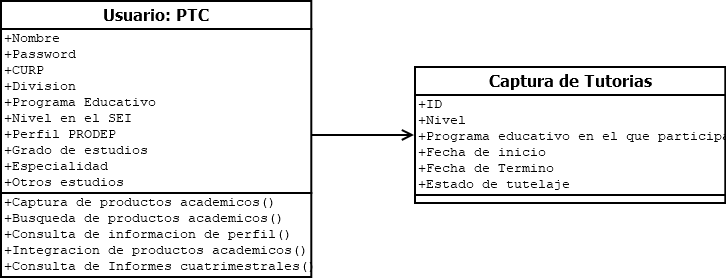 Usuario: PTC
+Nombre
+Password
+CURP
+Division
+Programa Educativo
+Nivel en el SEI
+Perfil PRODEP
+Grado de estudios
+Especialidad
+Otros estudios
+Captura de productos academicos()
+Busqueda de productos academicos()
+Consulta de informacion de perfil()
+Integracion de productos academicos()
+Consulta de Informes cuatrimestrales()
Captura de Tutorias
+ID
+Nivel
+Programa educativo en el que participa
+Fecha de inicio
+Fecha de Termino
+Estado de tutelaje